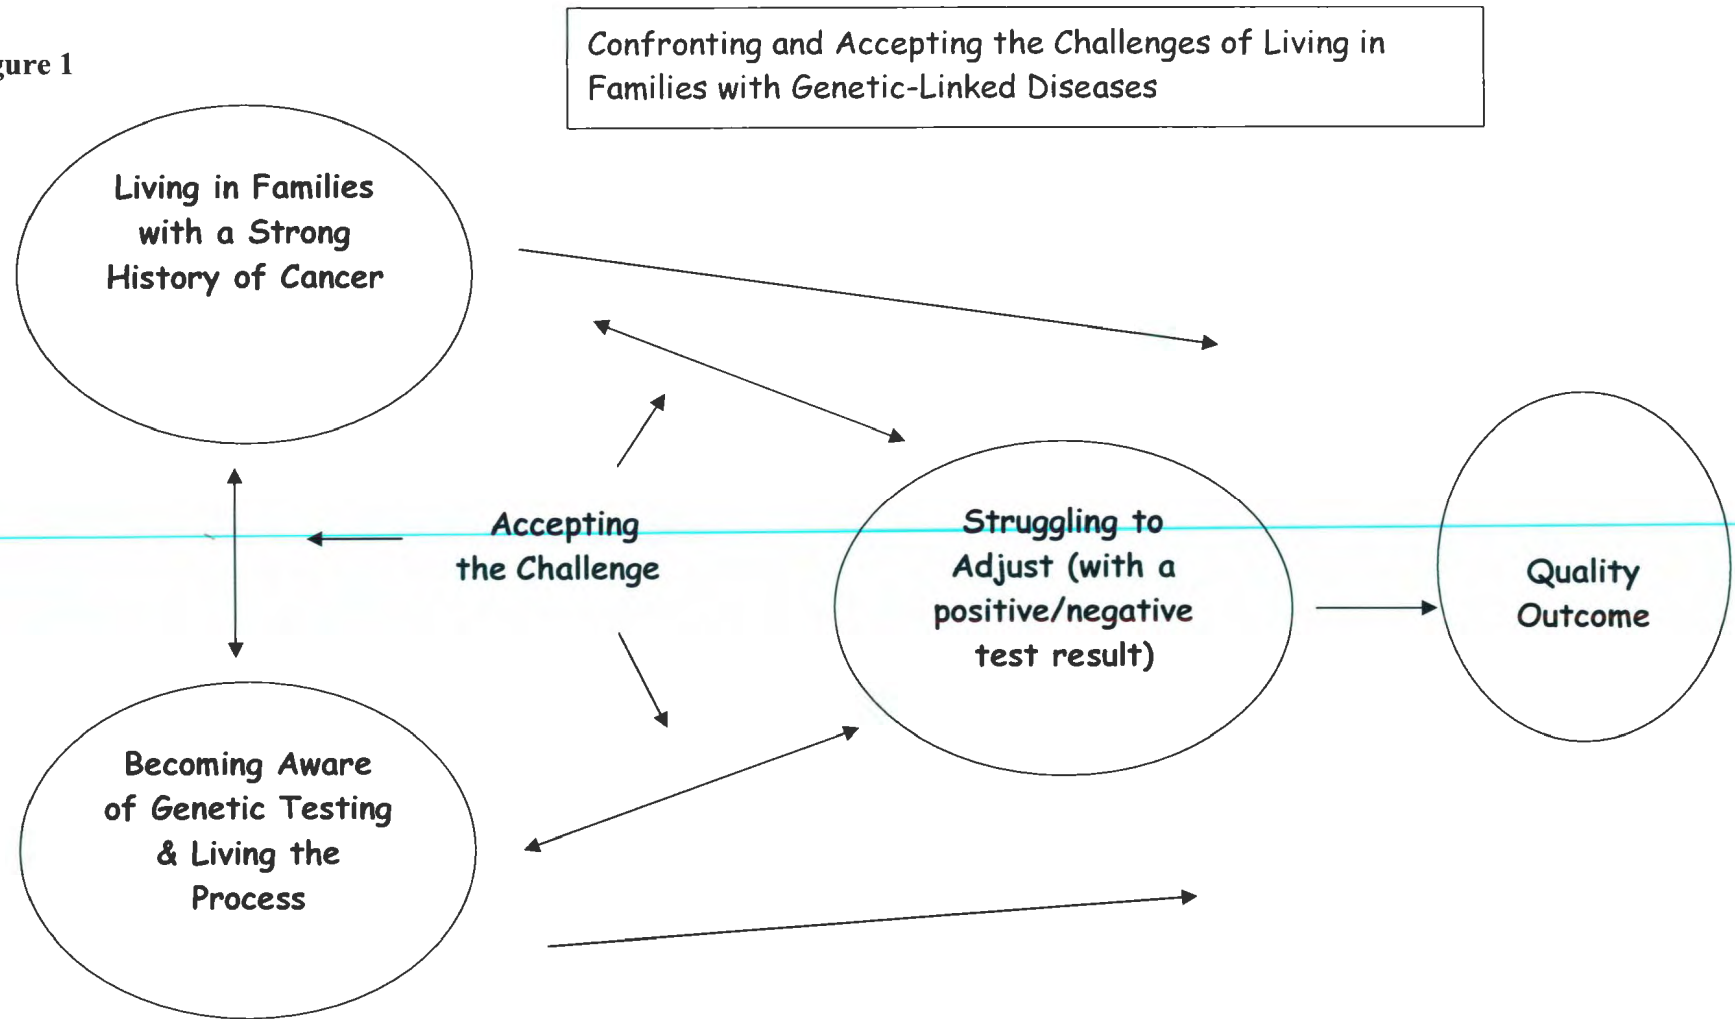 gure 1
Confronting and Accepting the Challenges of Living in
Families with Genetic-Linked Diseases
Living in Families
with a Strong
History of Cancer
Accepting
the Challenge
Struggling to
Adjust (with a
positive/negative
test result)
Quality
Outcome
Becoming Aware
of Genetic Testing
& Living the
Process